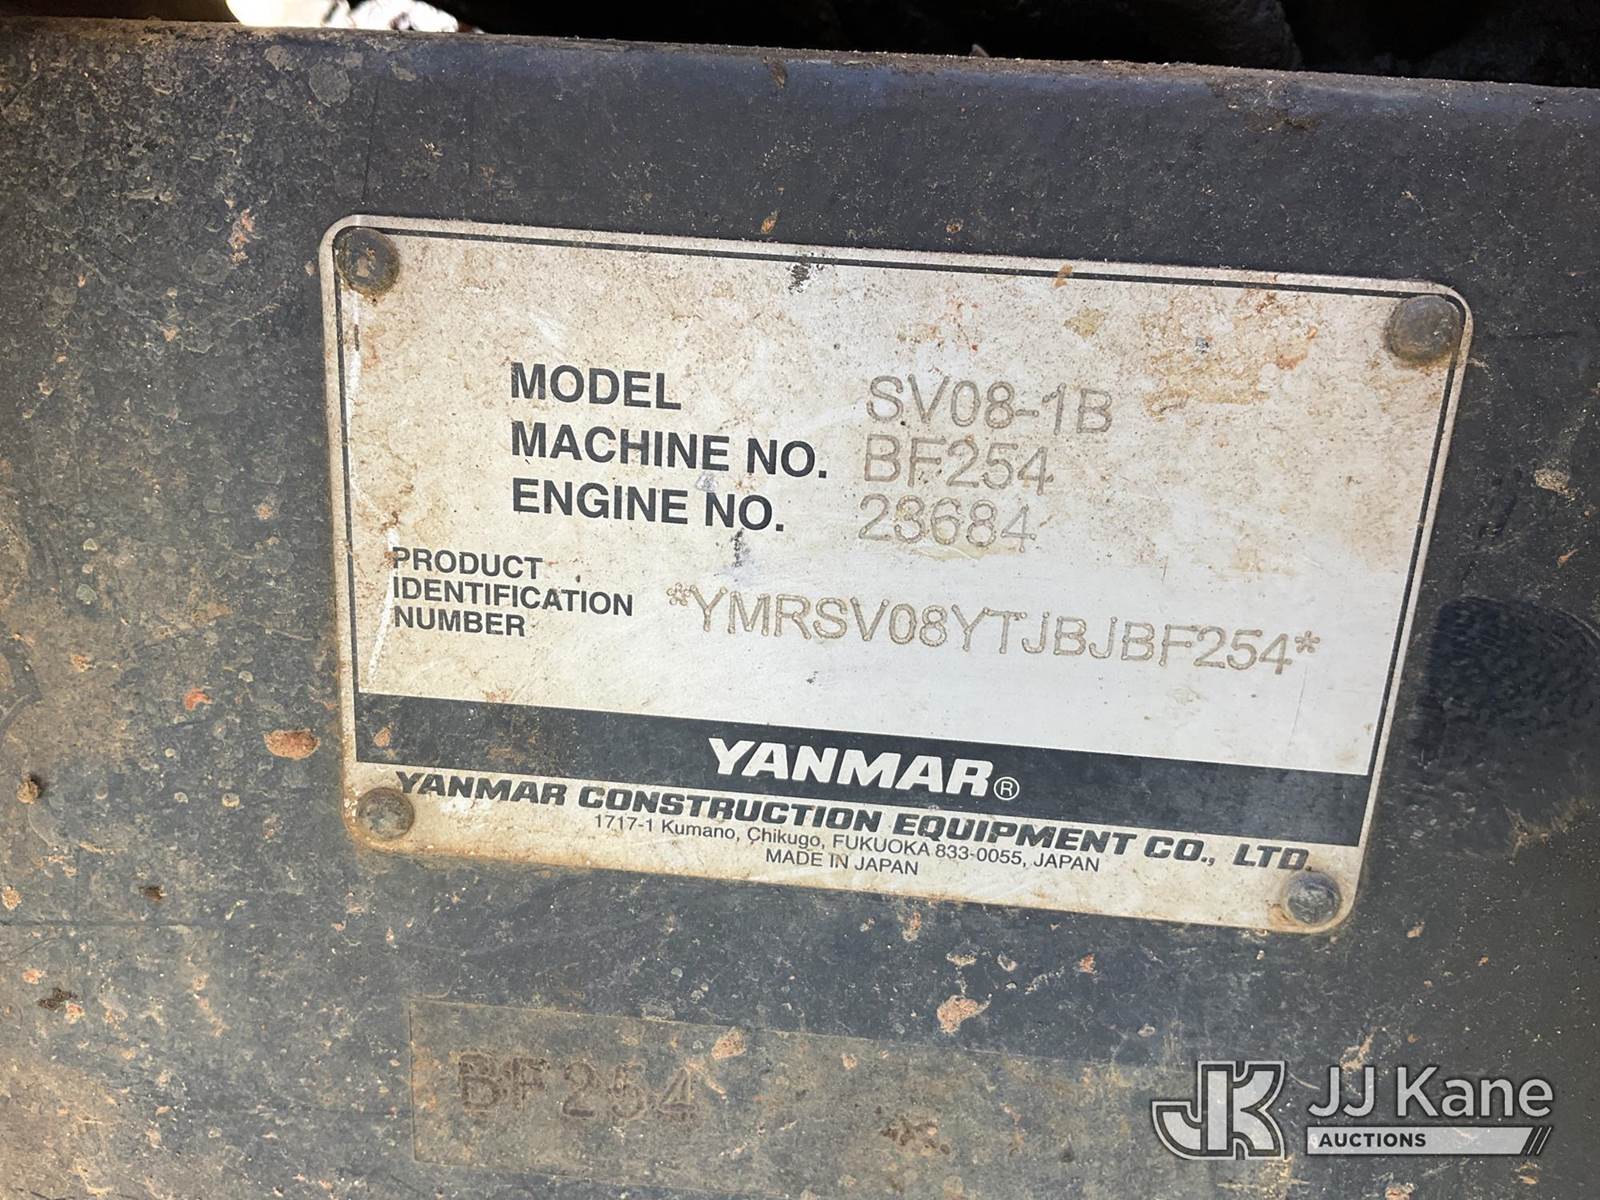 MODEL SV08-1B
MACHINE NO. BF254
ENGINE NO. 23684
PRODUCT
IDENTIFICATION
NUMBER *YMRSV08YTJBJBF254*
YANMAR®
YANMAR CONSTRUCTION EQUIPMENT CO., LTD.
1717-1 Kumano, Chikugo, FUKUOKA 833-0055, JAPAN
MADE IN JAPAN
BF254
JK JJ Kane
AUCTIONS